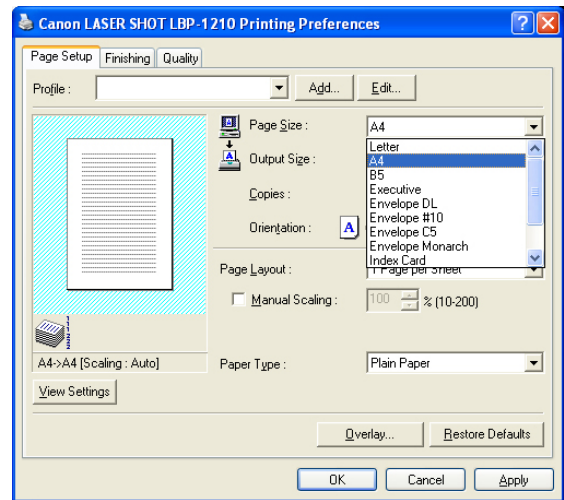 Canon LASER SHOT LBP-1210 Printing Preferences
Page Setup Finishing Quality
Profile : Add... Edit...
Page Size : A4
Letter
A4
Output Size :
B5
Executive
Copies :
Envelope DL
Envelope #10
Orientation : A
Envelope C5
Envelope Monarch
Index Card
Page Layout : 1 Page per Sheet
Manual Scaling : 100 % (10-200)
A4->A4 [Scaling : Auto]
Paper Type : Plain Paper
View Settings
Overlay... Restore Defaults
OK Cancel Apply